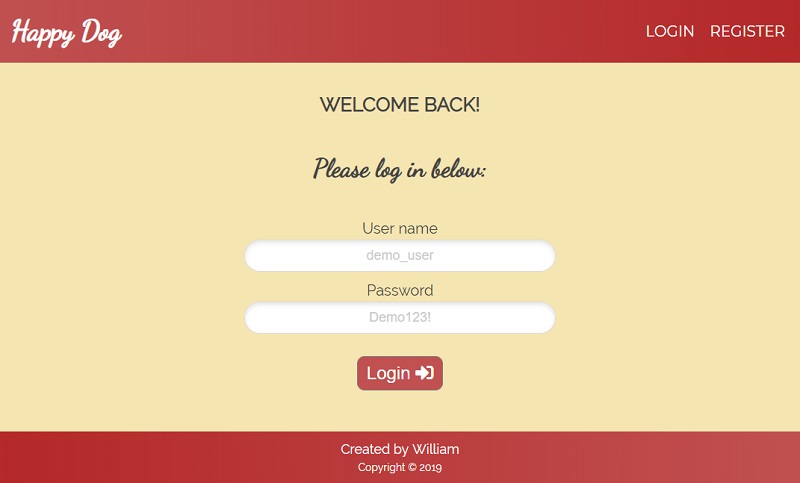 Happy Dog
LOGIN REGISTER
WELCOME BACK!
Please log in below:
User name
demo_user
Password
Demo123!
Login
Created by William
Copyright © 2019